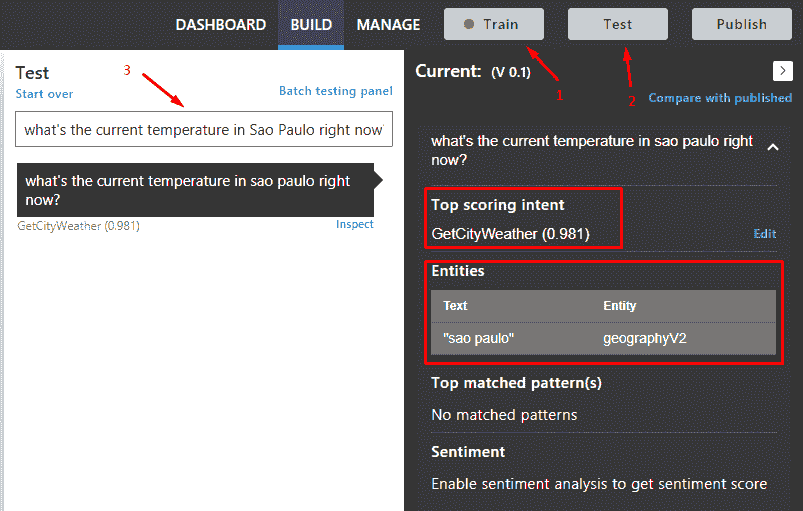 DASHBOARD BUILD MANAGE Train Test Publish
1
2
Test
Start over Batch testing panel
3
what's the current temperature in Sao Paulo right now
what's the current temperature in sao paulo right
now?
GetCityWeather (0.981) Inspect
Current: (V 0.1)
Compare with published
what's the current temperature in sao paulo right
now?
Top scoring intent
GetCityWeather (0.981) Edit
Entities
Text Entity
"sao paulo" geographyV2
Top matched pattern(s)
No matched patterns
Sentiment
Enable sentiment analysis to get sentiment score